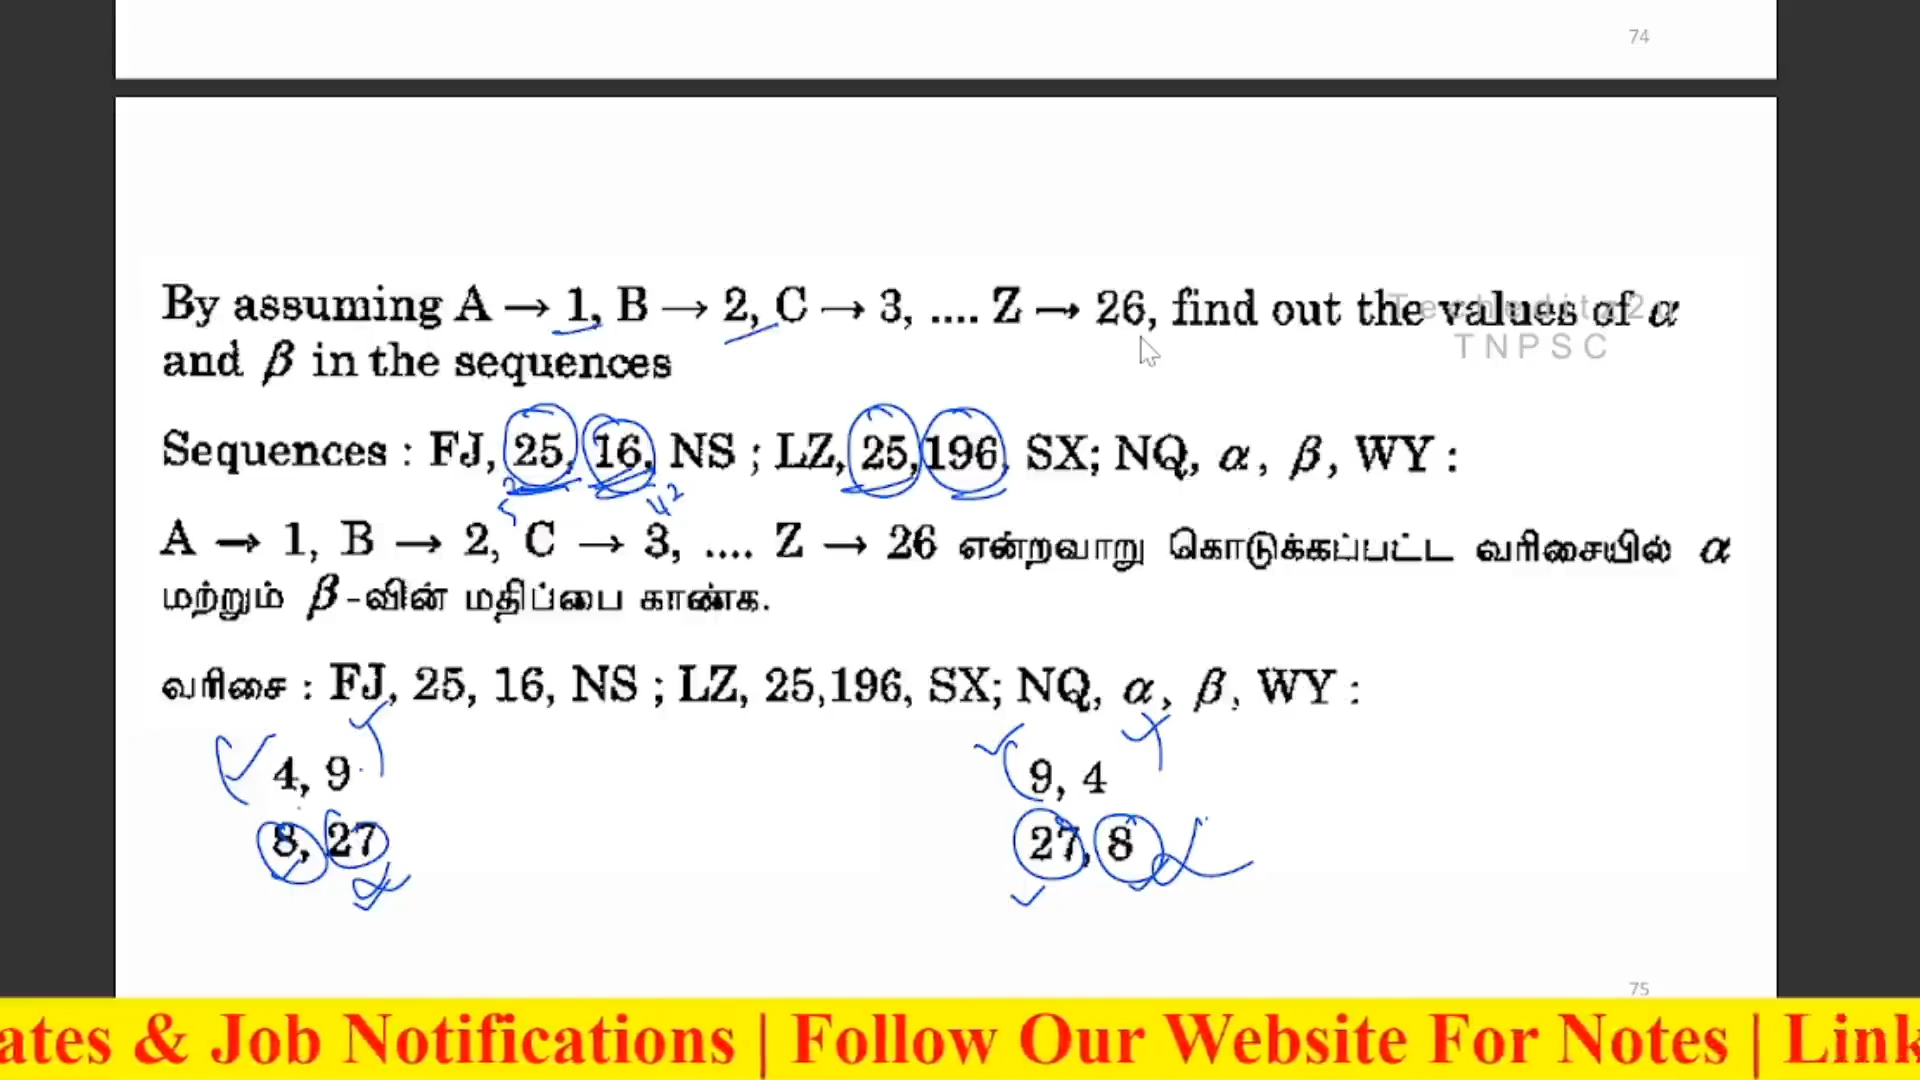 74
By assuming A → 1, B → 2, C → 3, .... Z → 26, find out the values of α
TNPSC
and β in the sequences
Sequences : FJ, 25, 16, NS ; LZ, 25,196, SX; NQ, α, β, WY :
5² 4²
A → 1, B → 2, C → 3, .... Z → 26 என்றவாறு கொடுக்கப்பட்ட வரிசையில் α
மற்றும் β-வின் மதிப்பை காண்க.
வரிசை : FJ, 25, 16, NS ; LZ, 25,196, SX; NQ, α, β, WY :
4, 9 9, 4
8, 27 27, 8
75
ates & Job Notifications | Follow Our Website For Notes | Link